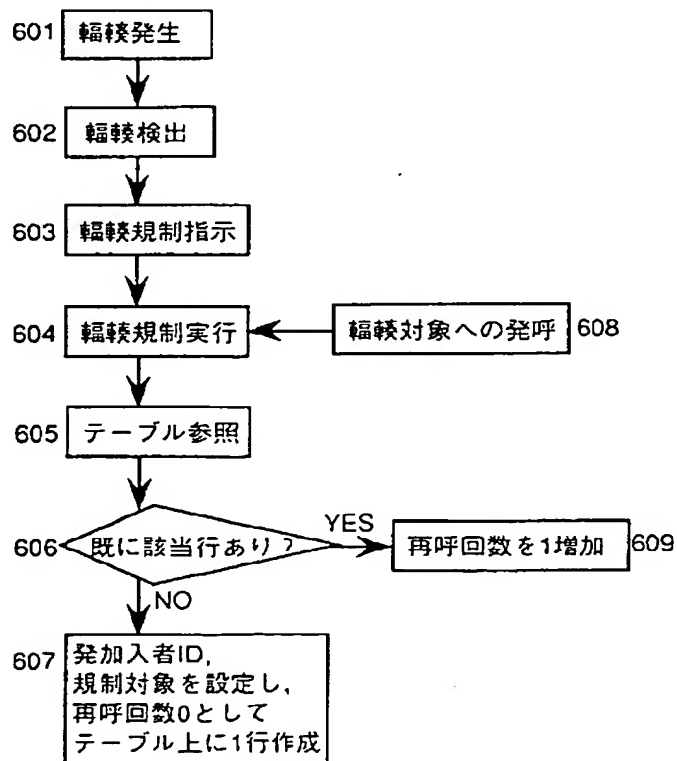 601 輻輳発生
602 輻輳検出
603 輻輳規制指示
604 輻輳規制実行
輻輳対象への発呼 608
605 テーブル参照
606 既に該当行あり?
YES
再呼回数を1増加 609
NO
607 発加入者ID,
規制対象を設定し,
再呼回数0として
テーブル上に1行作成